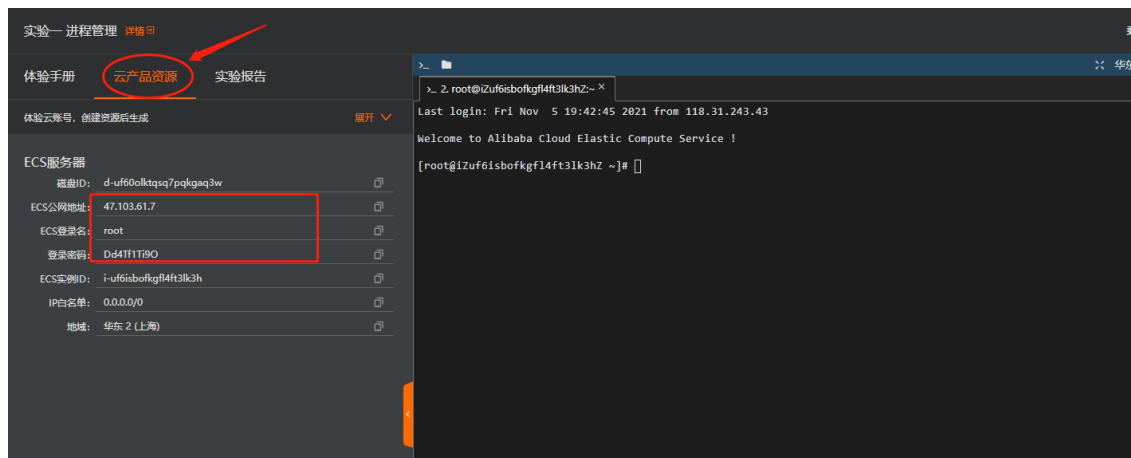 实验一 进程管理 详情
体验手册 云产品资源 实验报告
体验云账号，创建资源后生成 展开
ECS服务器
磁盘ID: d-uf60olktqsq7pqkgaq3w
ECS公网地址: 47.103.61.7
ECS登录名: root
登录密码: Dd4Tf1Ti9O
ECS实例ID: i-uf6isbofkgfl4ft3lk3h
IP白名单: 0.0.0.0/0
地域: 华东 2 (上海)
>_ 华东
>_ 2. root@iZuf6isbofkgfl4ft3lk3hZ:~ ×
Last login: Fri Nov  5 19:42:45 2021 from 118.31.243.43
Welcome to Alibaba Cloud Elastic Compute Service !
[root@iZuf6isbofkgfl4ft3lk3hZ ~]#